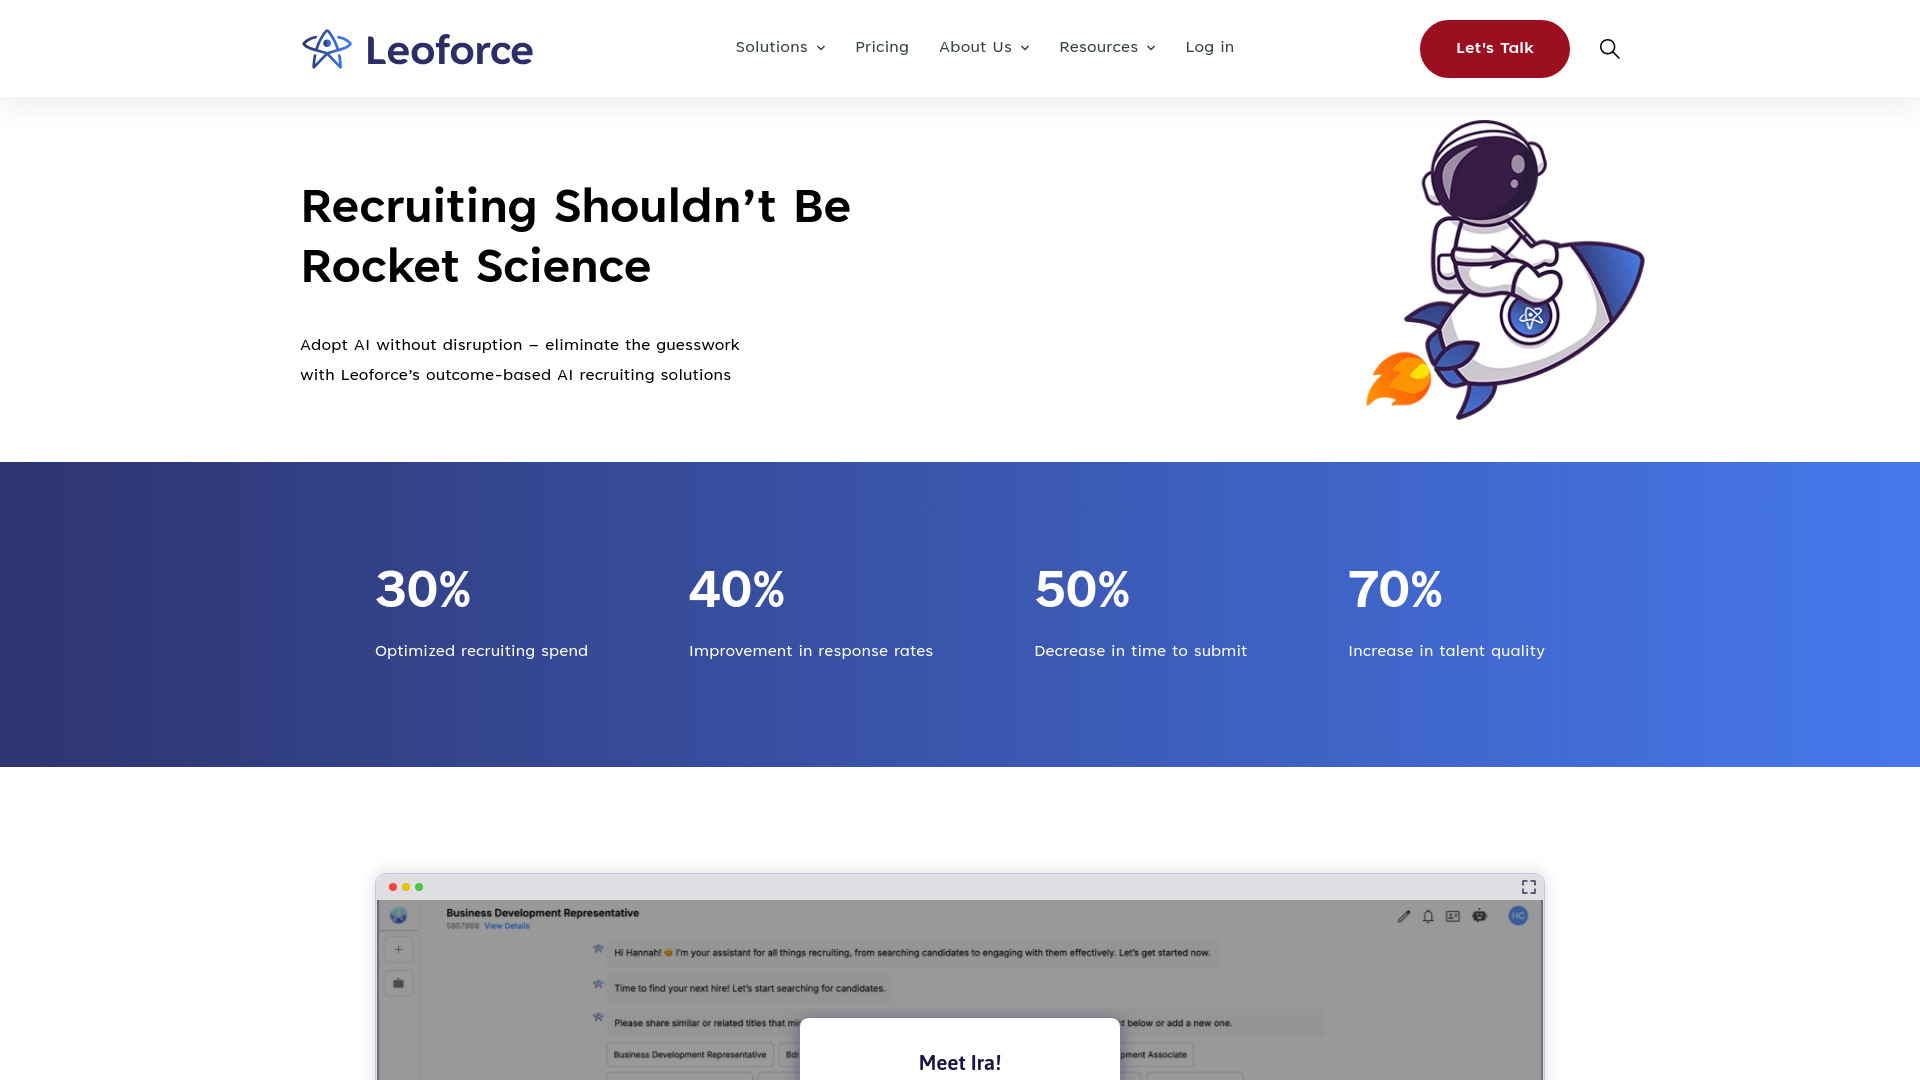 Leoforce
Solutions
Pricing
About Us
Resources
Log in
Let's Talk
Recruiting Shouldn’t Be
Rocket Science
Adopt AI without disruption – eliminate the guesswork
with Leoforce’s outcome-based AI recruiting solutions
30%
40%
50%
70%
Optimized recruiting spend
Improvement in response rates
Decrease in time to submit
Increase in talent quality
Business Development Representative
5957869 View Details
HC
Hi Hannah! 😊 I'm your assistant for all things recruiting, from searching candidates to engaging with them effectively. Let's get started now.
Time to find your next hire! Let's start searching for candidates.
Please share similar or related titles that
t below or add a new one.
Business Development Representative
Bdr
pment Associate
Meet Ira!